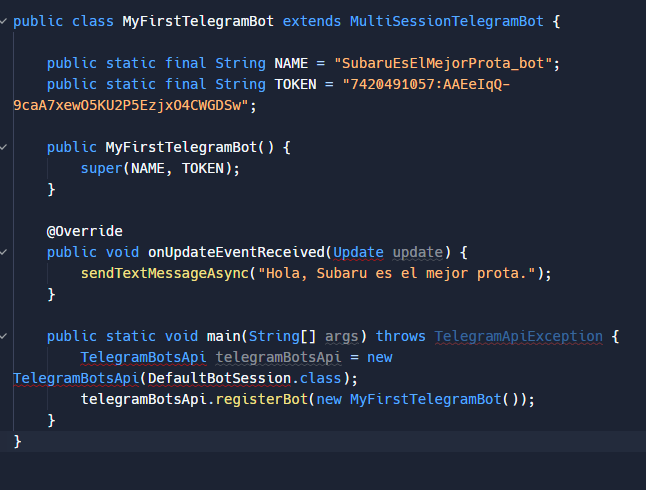 public class MyFirstTelegramBot extends MultiSessionTelegramBot {
public static final String NAME = "SubaruEsElMejorProta_bot";
public static final String TOKEN = "7420491057:AAEeIqQ-
9caA7xewO5KU2P5EzjxO4CWGDSw";
public MyFirstTelegramBot() {
super(NAME, TOKEN);
}
@Override
public void onUpdateEventReceived(Update update) {
sendTextMessageAsync("Hola, Subaru es el mejor prota.");
}
public static void main(String[] args) throws TelegramApiException {
TelegramBotsApi telegramBotsApi = new
TelegramBotsApi(DefaultBotSession.class);
telegramBotsApi.registerBot(new MyFirstTelegramBot());
}
}